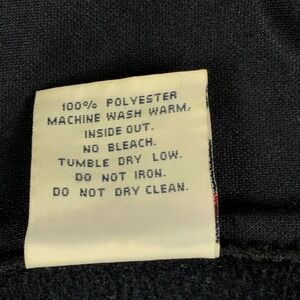 100% POLYESTER
MACHINE WASH WARM,
INSIDE OUT.
NO BLEACH.
TUMBLE DRY LOW.
DO NOT IRON.
DO NOT DRY CLEAN.